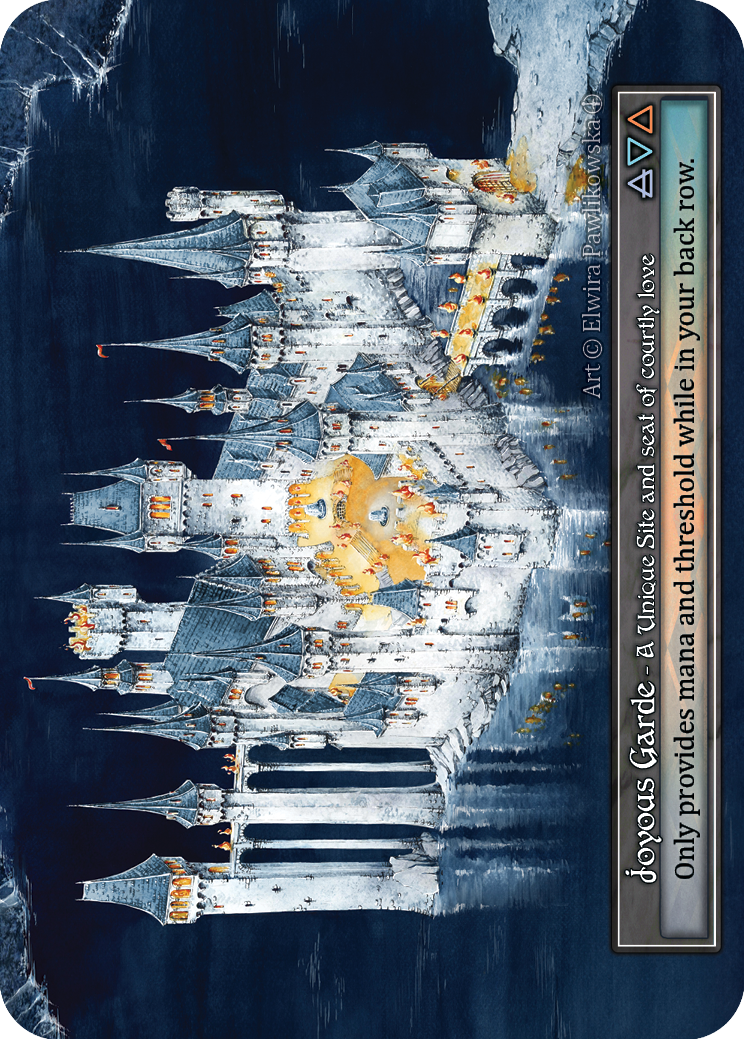 Joyous Garde - A Unique Site and seat of courtly love
Only provides mana and threshold while in your back row.
Art © Elwira Pawlikowska